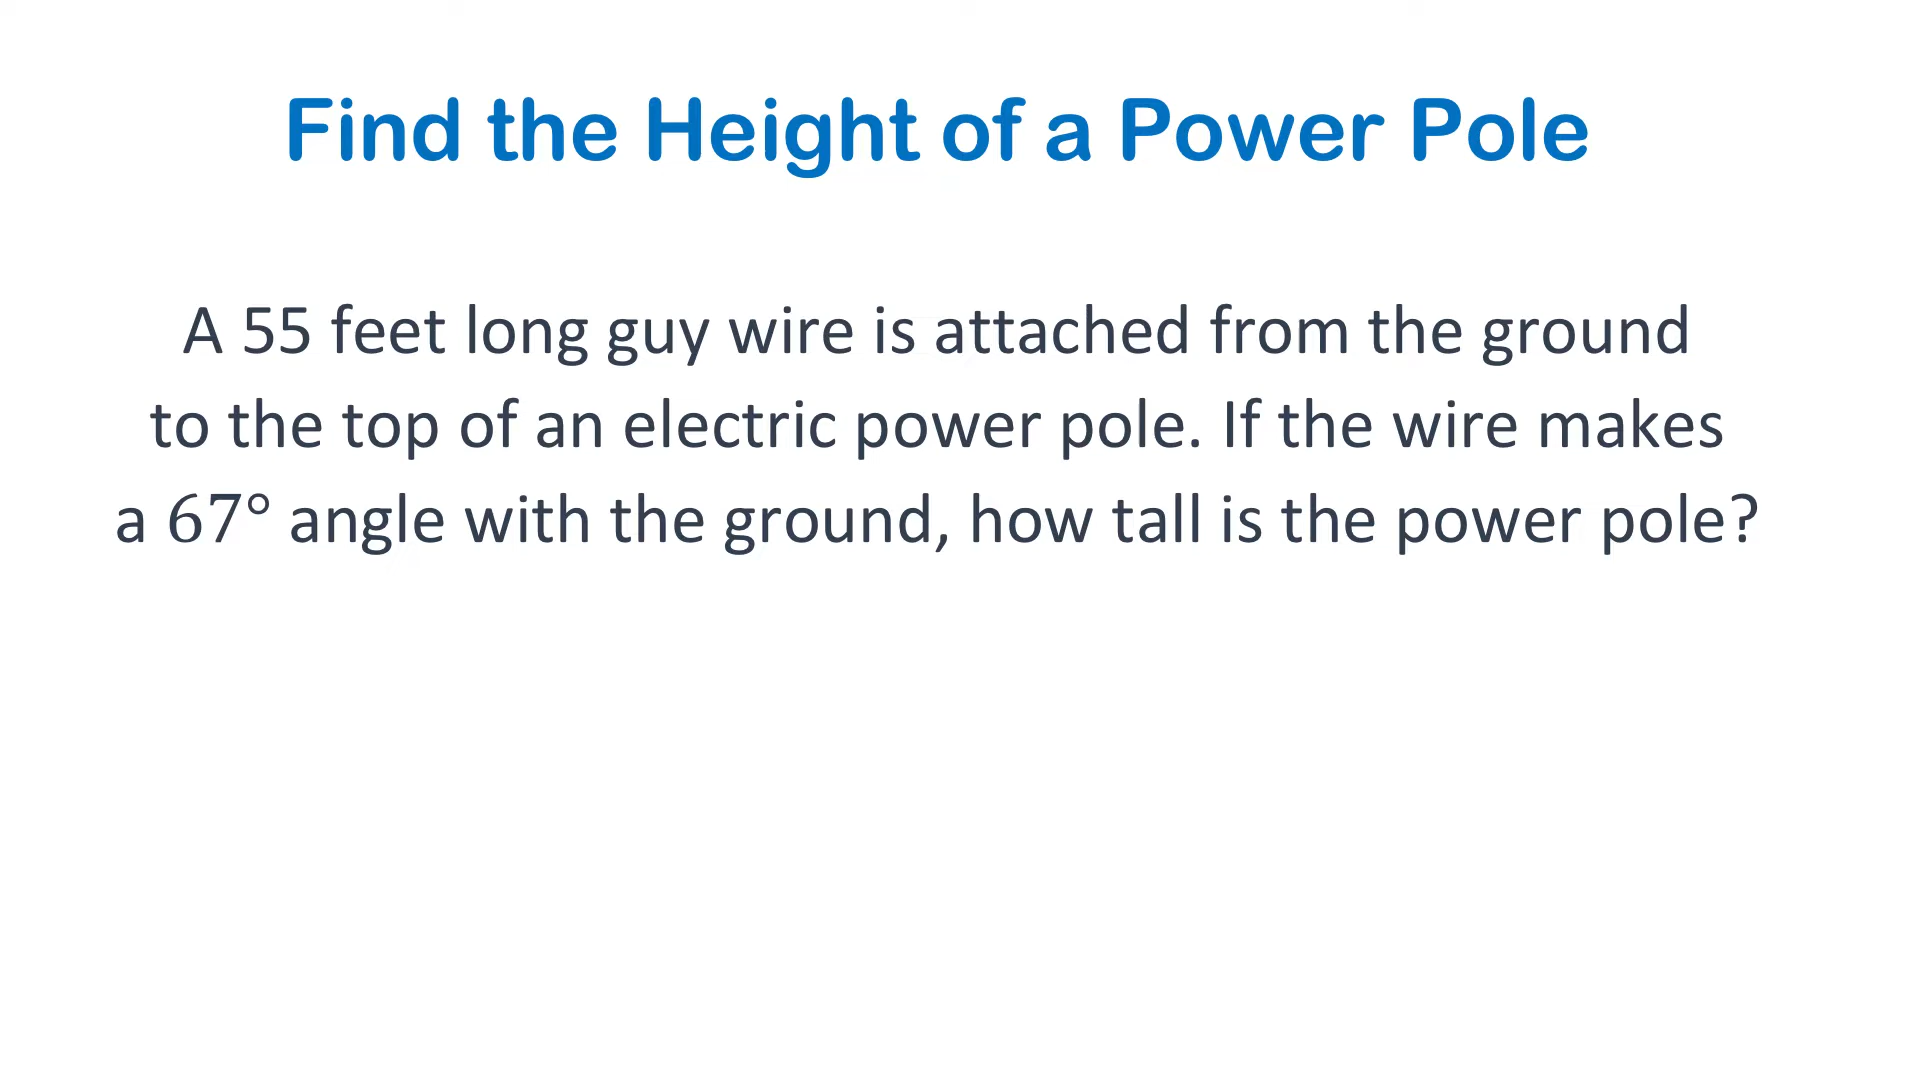 Find the Height of a Power Pole
A 55 feet long guy wire is attached from the ground
to the top of an electric power pole. If the wire makes
a 67° angle with the ground, how tall is the power pole?